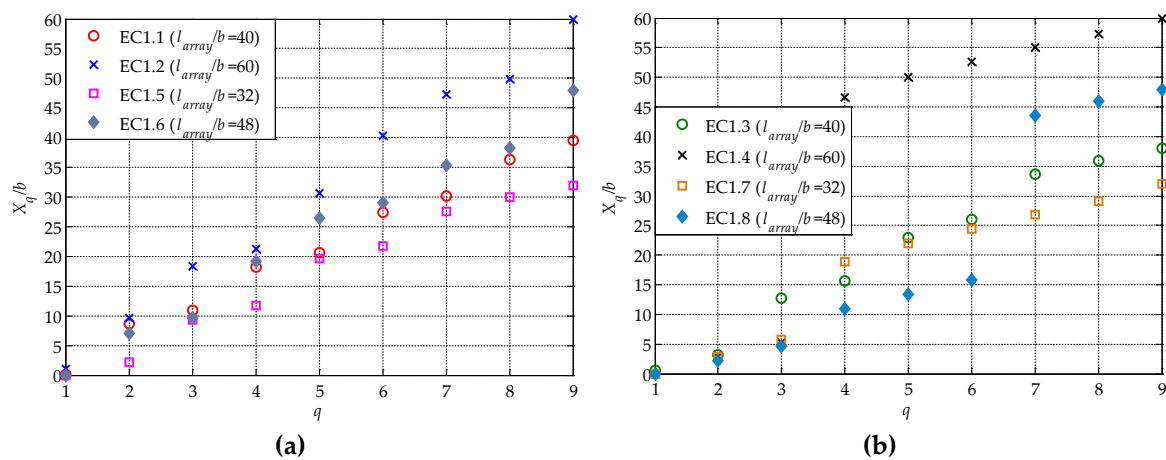 60
55
50
45
40
35
30
25
20
15
10
5
0
X_q/b
EC1.1 (l_array/b=40)
EC1.2 (l_array/b=60)
EC1.5 (l_array/b=32)
EC1.6 (l_array/b=48)
1 2 3 4 5 6 7 8 9
q
(a)
60
55
50
45
40
35
30
25
20
15
10
5
0
X_q/b
EC1.3 (l_array/b=40)
EC1.4 (l_array/b=60)
EC1.7 (l_array/b=32)
EC1.8 (l_array/b=48)
1 2 3 4 5 6 7 8 9
q
(b)